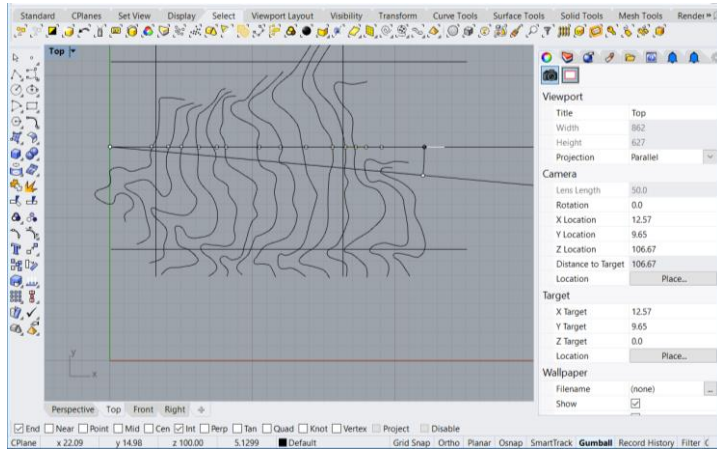 Standard CPlanes Set View Display Select Viewport Layout Visibility Transform Curve Tools Surface Tools Solid Tools Mesh Tools Render
Top
Viewport
Title Top
Width 862
Height 627
Projection Parallel
Camera
Lens Length 50.0
Rotation 0.0
X Location 12.57
Y Location 9.65
Z Location 106.67
Distance to Target 106.67
Location Place...
Target
X Target 12.57
Y Target 9.65
Z Target 0.0
Location Place...
Wallpaper
Filename (none) ...
Show
y
x
Perspective Top Front Right
End Near Point Mid Cen Int Perp Tan Quad Knot Vertex Project Disable
CPlane x 22.09 y 14.98 z 100.00 5.1299 Default Grid Snap Ortho Planar Osnap SmartTrack Gumball Record History Filter C